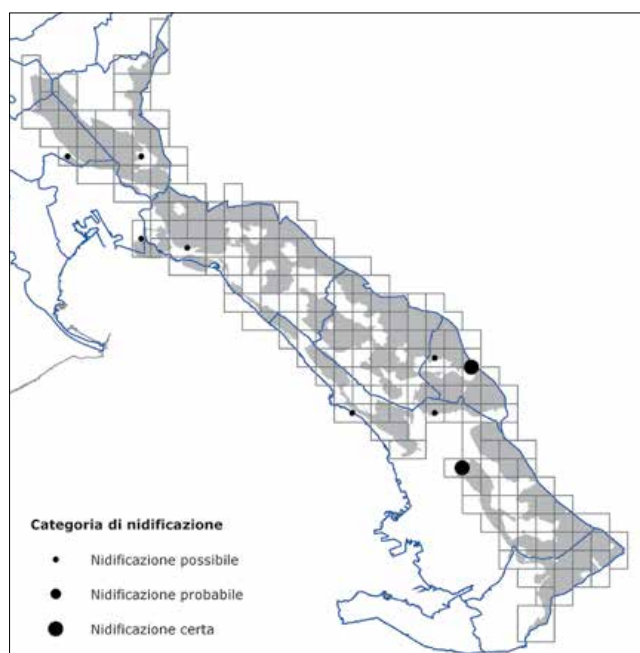 Categoria di nidificazione
Nidificazione possibile
Nidificazione probabile
Nidificazione certa